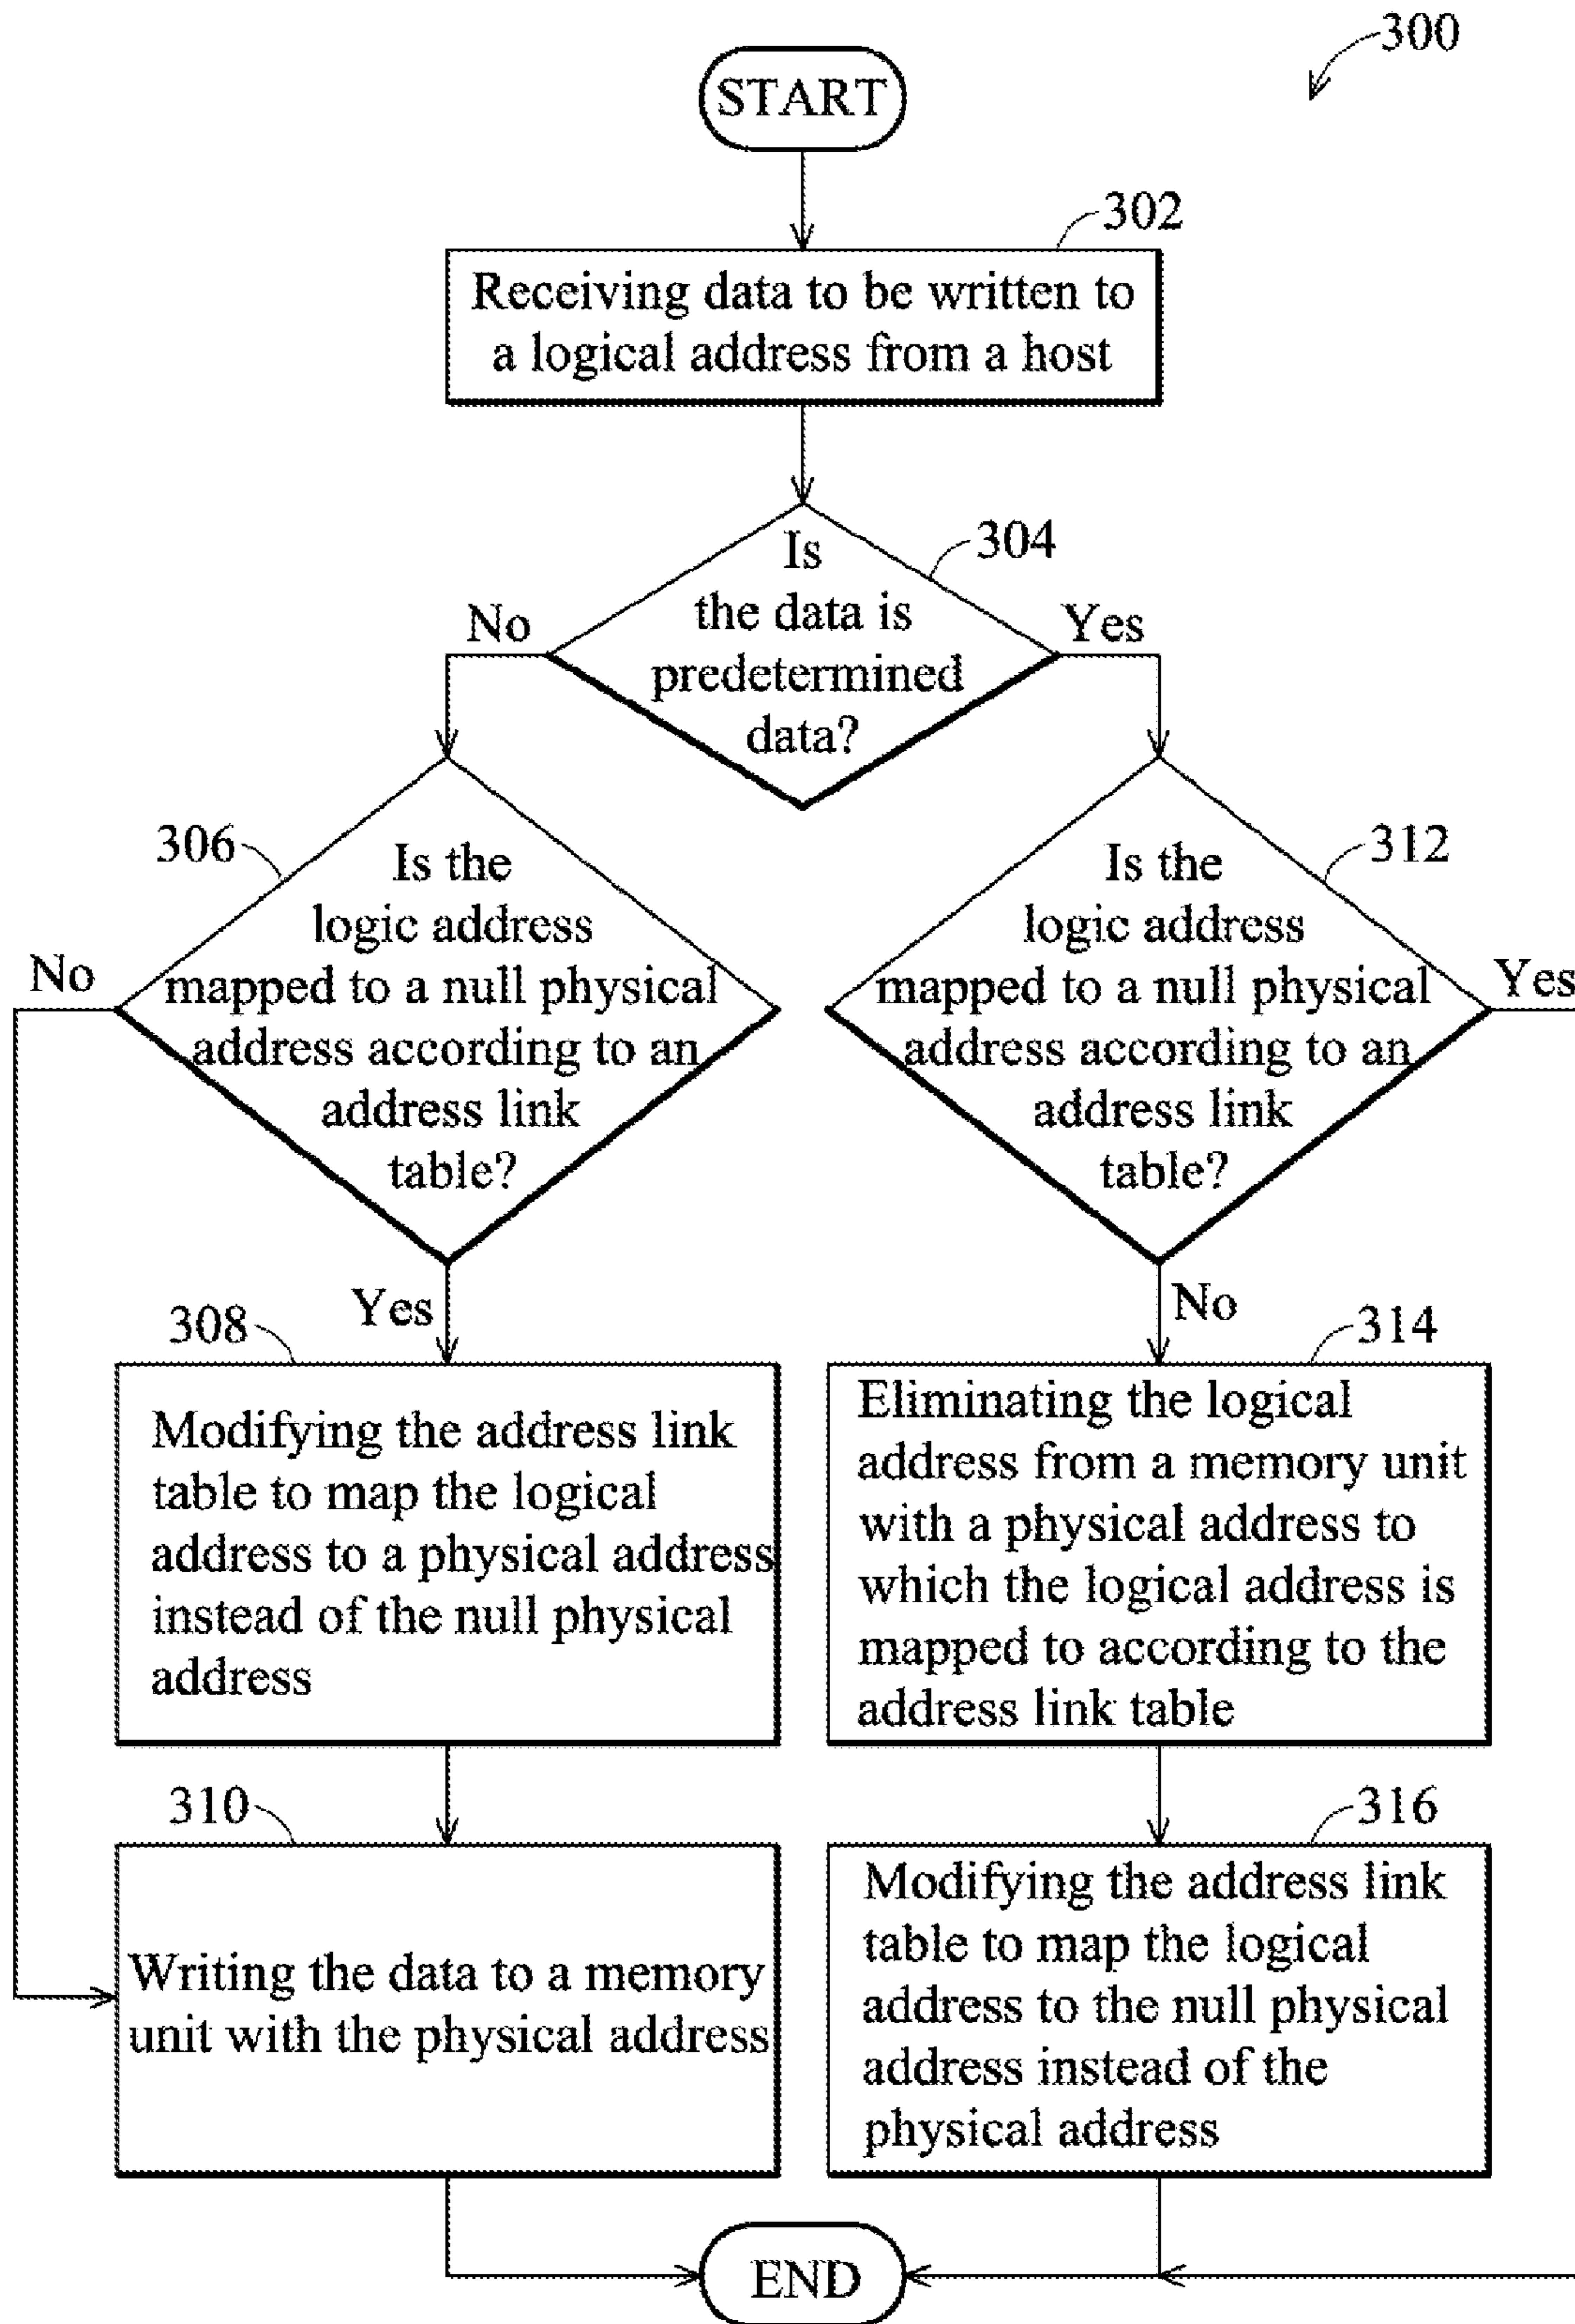 300
START
302
Receiving data to be written to
a logical address from a host
304
Is
the data is
predetermined
data?
No
Yes
306
Is the
logic address
mapped to a null physical
address according to an
address link
table?
No
Yes
312
Is the
logic address
mapped to a null physical
address according to an
address link
table?
Yes
No
308
Modifying the address link
table to map the logical
address to a physical address
instead of the null physical
address
314
Eliminating the logical
address from a memory unit
with a physical address to
which the logical address is
mapped to according to the
address link table
310
Writing the data to a memory
unit with the physical address
316
Modifying the address link
table to map the logical
address to the null physical
address instead of the
physical address
END